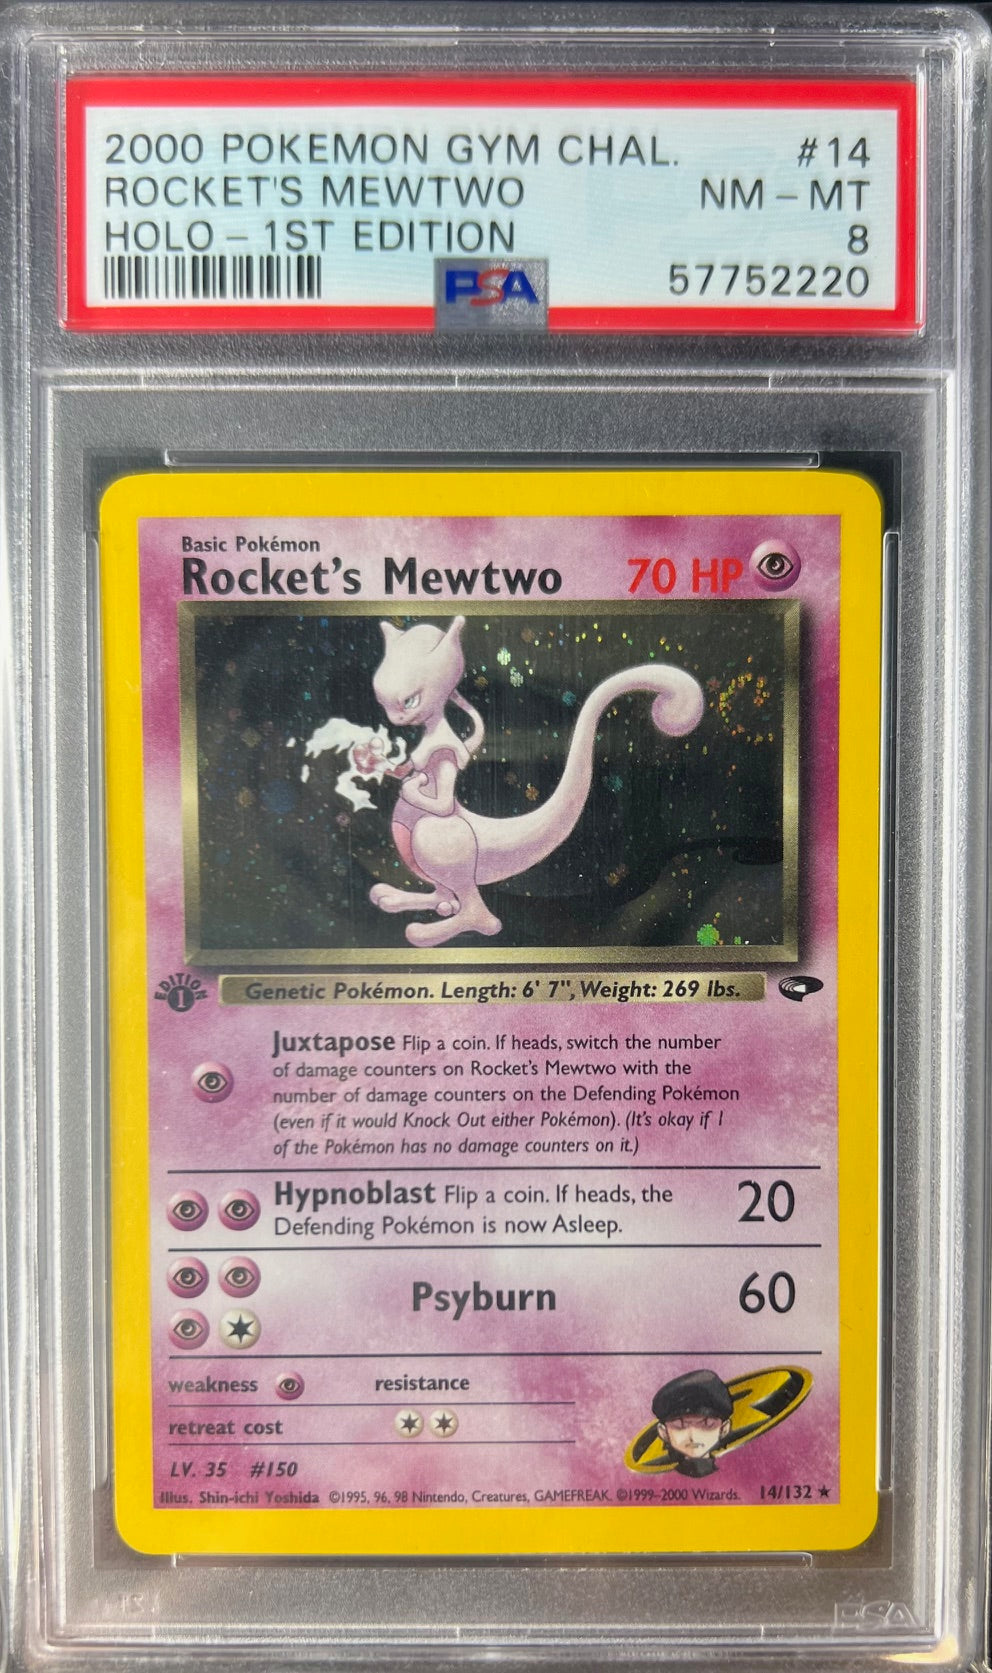 2000 POKEMON GYM CHAL. #14
ROCKET'S MEWTWO NM - MT
HOLO - 1ST EDITION 8
PSA 57752220
Basic Pokémon
Rocket's Mewtwo 70 HP
EDITION 1
Genetic Pokémon. Length: 6' 7", Weight: 269 lbs.
Juxtapose Flip a coin. If heads, switch the number
of damage counters on Rocket's Mewtwo with the
number of damage counters on the Defending Pokémon
(even if it would Knock Out either Pokémon). (It's okay if 1
of the Pokémon has no damage counters on it.)
Hypnoblast Flip a coin. If heads, the 20
Defending Pokémon is now Asleep.
Psyburn 60
weakness resistance
retreat cost
LV. 35 #150
Illus. Shin-ichi Yoshida ©1995, 96, 98 Nintendo, Creatures, GAMEFREAK. ©1999-2000 Wizards. 14/132 ★
PSA